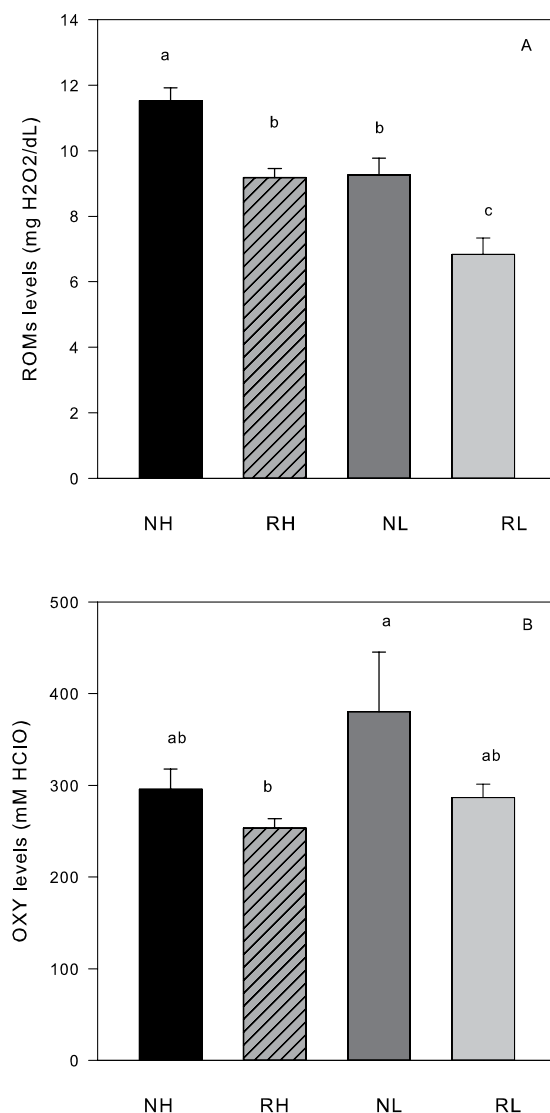 14
a
A
12
b
b
10
c
8
6
4
2
0
ROMs levels (mg H2O2/dL)
NH RH NL RL
500
a
B
400
ab
ab
b
300
200
100
0
OXY levels (mM HClO)
NH RH NL RL